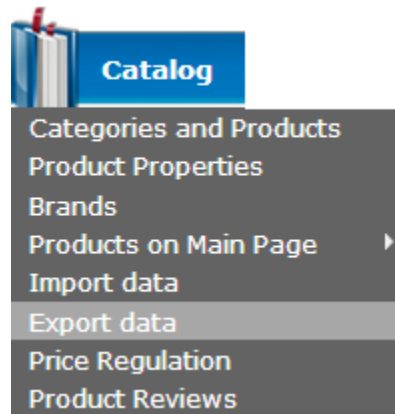 Catalog
Categories and Products
Product Properties
Brands
Products on Main Page
Import data
Export data
Price Regulation
Product Reviews